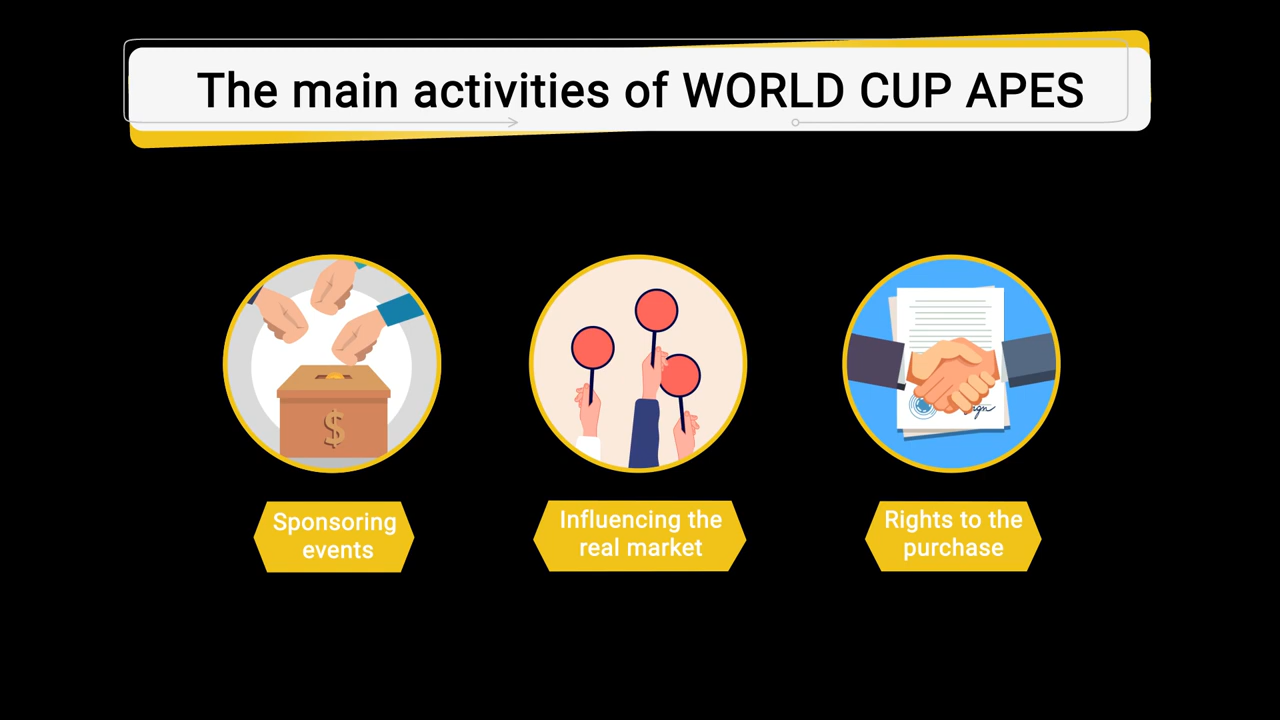 The main activities of WORLD CUP APES
$
Sponsoring
events
Influencing the
real market
Rights to the
purchase